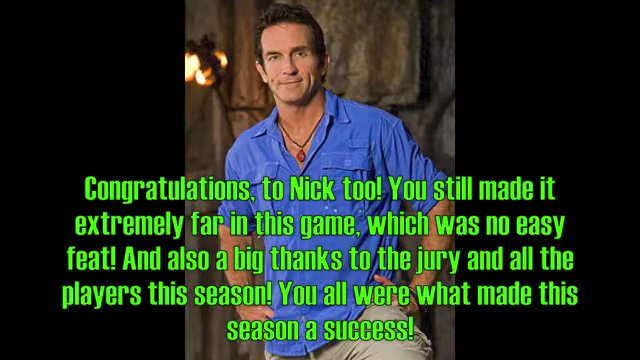 Congratulations, to Nick too! You still made it
extremely far in this game, which was no easy
feat! And also a big thanks to the jury and all the
players this season! You all were what made this
season a success!